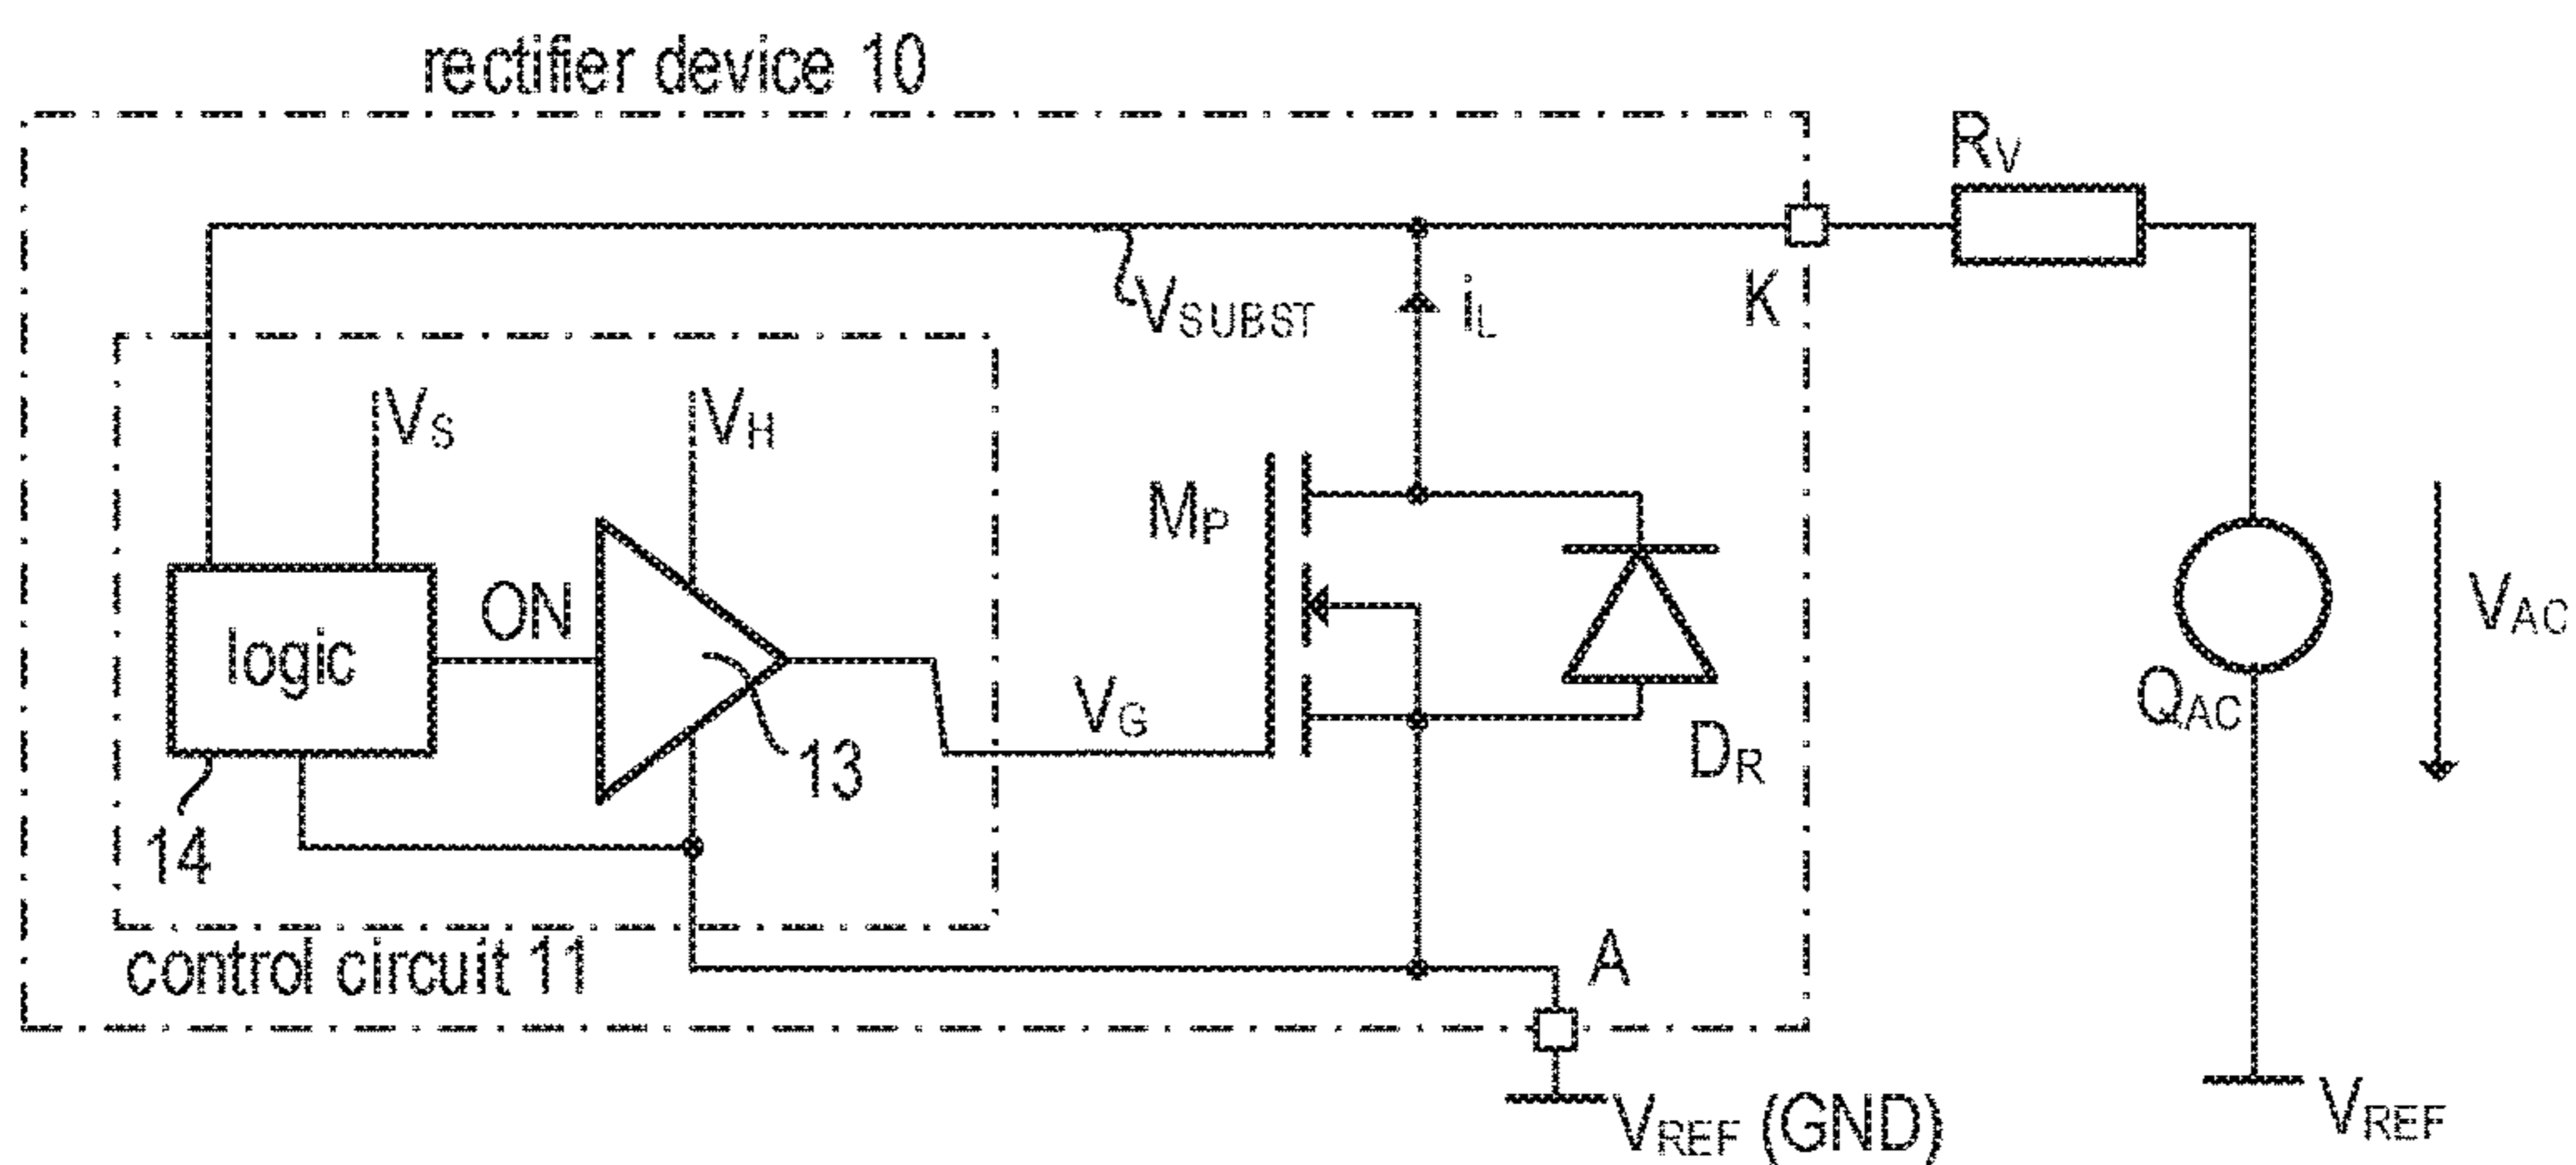 rectifier device 10
RV
K
VSUBST
iL
VS
VH
MP
ON
logic
13
VG
14
DR
QAC
VAC
control circuit 11
A
VREF (GND)
VREF